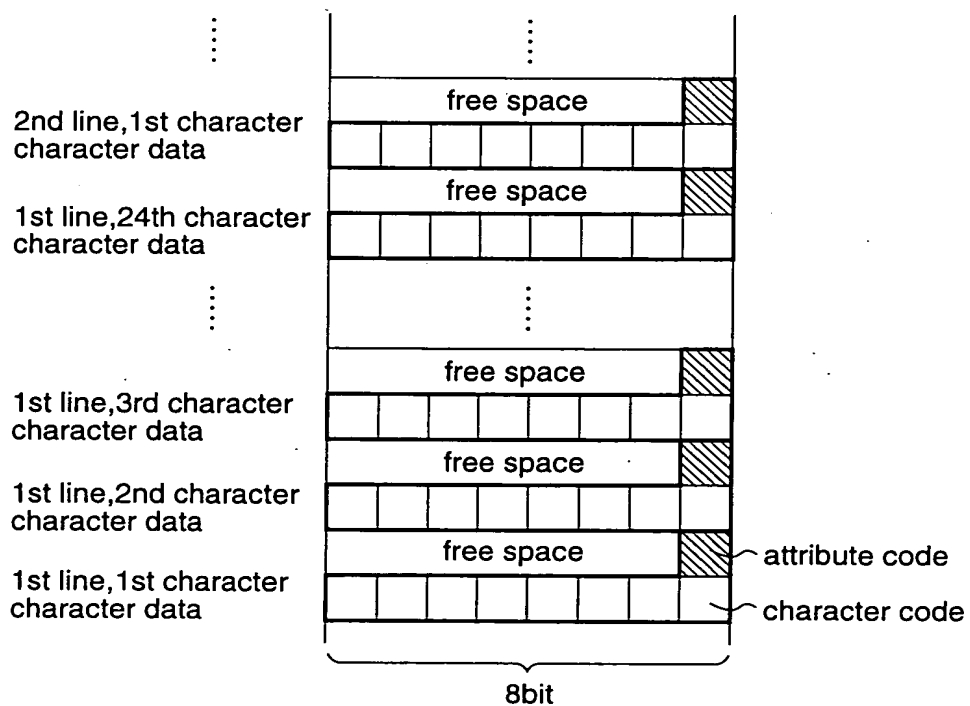 free space
2nd line,1st character
character data
free space
1st line,24th character
character data
free space
1st line,3rd character
character data
free space
1st line,2nd character
character data
free space
attribute code
1st line,1st character
character data
character code
8bit